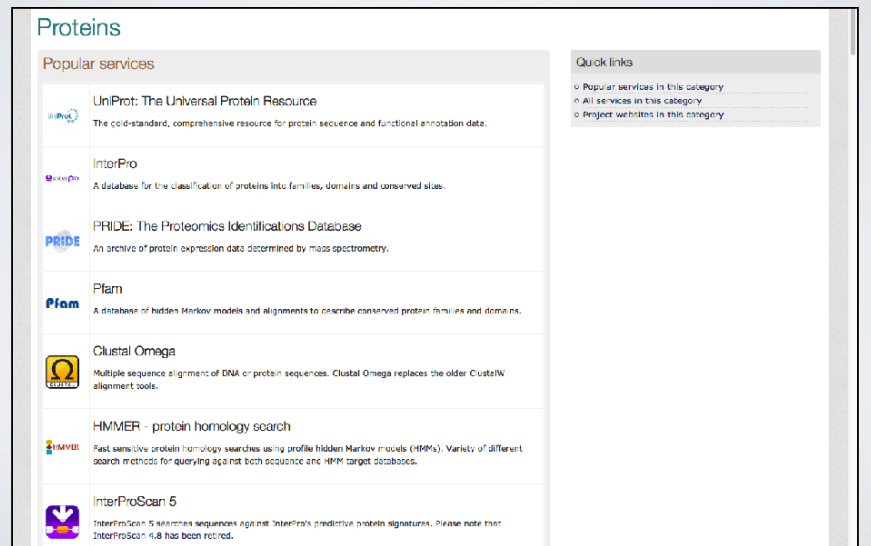 Proteins
Popular services
UniProt
UniProt: The Universal Protein Resource
The gold-standard, comprehensive resource for protein sequence and functional annotation data.
InterPro
A database for the classification of proteins into families, domains and conserved sites.
PRIDE
PRIDE: The Proteomics Identifications Database
An archive of protein expression data determined by mass spectrometry.
Pfam
Pfam
A database of hidden Markov models and alignments to describe conserved protein families and domains.
Ω
Clustal Omega
Multiple sequence alignment of DNA or protein sequences. Clustal Omega replaces the older ClustalW
alignment tools.
HMMER
HMMER - protein homology search
Fast sensitive protein homology searches using profile hidden Markov models (HMMs). Variety of different
search methods for querying against both sequence and HMM target databases.
InterProScan 5
InterProScan 5 searches sequences against InterPro's predictive protein signatures. Please note that
InterProScan 4.8 has been retired.
Quick links
Popular services in this category
All services in this category
Project websites in this category